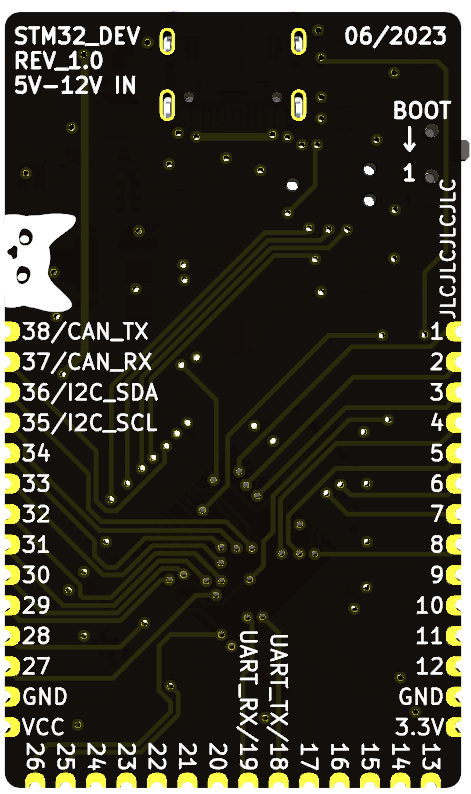 STM32_DEV
REV_1.0
5V-12V IN
06/2023
BOOT
1
JLCJLCJLCJLC
38/CAN_TX
37/CAN_RX
36/I2C_SDA
35/I2C_SCL
34
33
32
31
30
29
28
27
GND
VCC
1
2
3
4
5
6
7
8
9
10
11
12
GND
3.3V
UART_RX/19
UART_TX/18
26
25
24
23
22
21
20
17
16
15
14
13